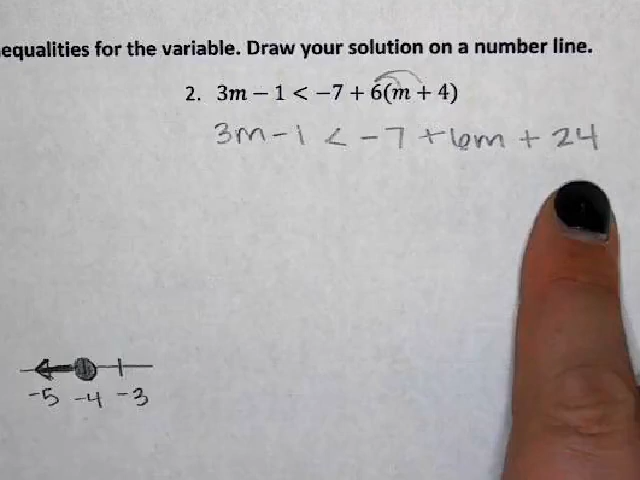 equalities for the variable. Draw your solution on a number line.
2. 3m − 1 < −7 + 6(m + 4)
3m - 1 < -7 + 6m + 24
-5 -4 -3